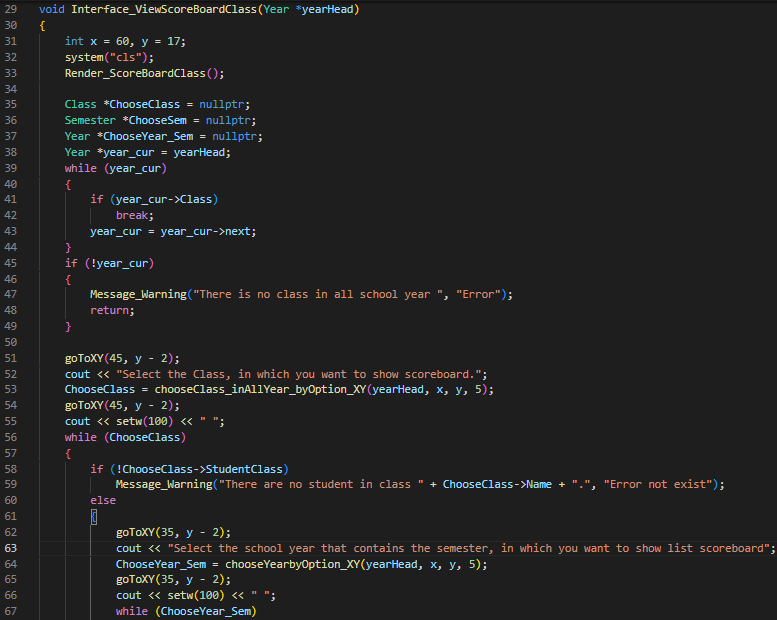 29 void Interface_ViewScoreBoardClass(Year *yearHead)
30 {
31     int x = 60, y = 17;
32     system("cls");
33     Render_ScoreBoardClass();
34
35     Class *ChooseClass = nullptr;
36     Semester *ChooseSem = nullptr;
37     Year *ChooseYear_Sem = nullptr;
38     Year *year_cur = yearHead;
39     while (year_cur)
40     {
41         if (year_cur->Class)
42             break;
43         year_cur = year_cur->next;
44     }
45     if (!year_cur)
46     {
47         Message_Warning("There is no class in all school year ", "Error");
48         return;
49     }
50
51     goToXY(45, y - 2);
52     cout << "Select the Class, in which you want to show scoreboard.";
53     ChooseClass = chooseClass_inAllYear_byOption_XY(yearHead, x, y, 5);
54     goToXY(45, y - 2);
55     cout << setw(100) << " ";
56     while (ChooseClass)
57     {
58         if (!ChooseClass->StudentClass)
59             Message_Warning("There are no student in class " + ChooseClass->Name + ".", "Error not exist");
60         else
61         {
62             goToXY(35, y - 2);
63             cout << "Select the school year that contains the semester, in which you want to show list scoreboard";
64             ChooseYear_Sem = chooseYearbyOption_XY(yearHead, x, y, 5);
65             goToXY(35, y - 2);
66             cout << setw(100) << " ";
67             while (ChooseYear_Sem)